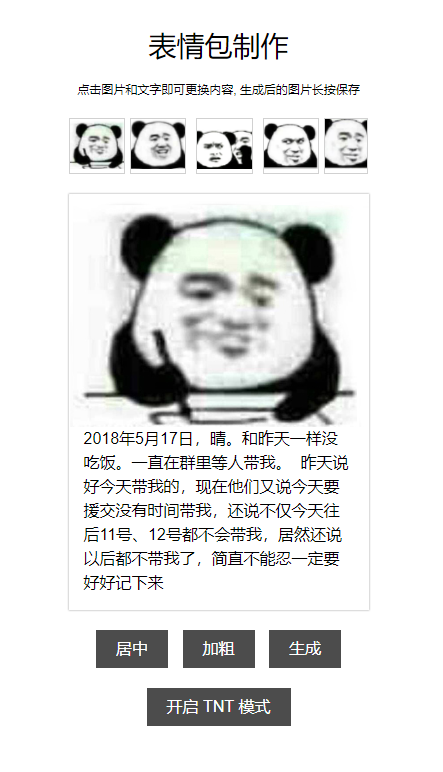 表情包制作
点击图片和文字即可更换内容, 生成后的图片长按保存
2018年5月17日，晴。和昨天一样没
吃饭。一直在群里等人带我。  昨天说
好今天带我的，现在他们又说今天要
援交没有时间带我，还说不仅今天往
后11号、12号都不会带我，居然还说
以后都不带我了，简直不能忍一定要
好好记下来
居中 加粗 生成
开启 TNT 模式